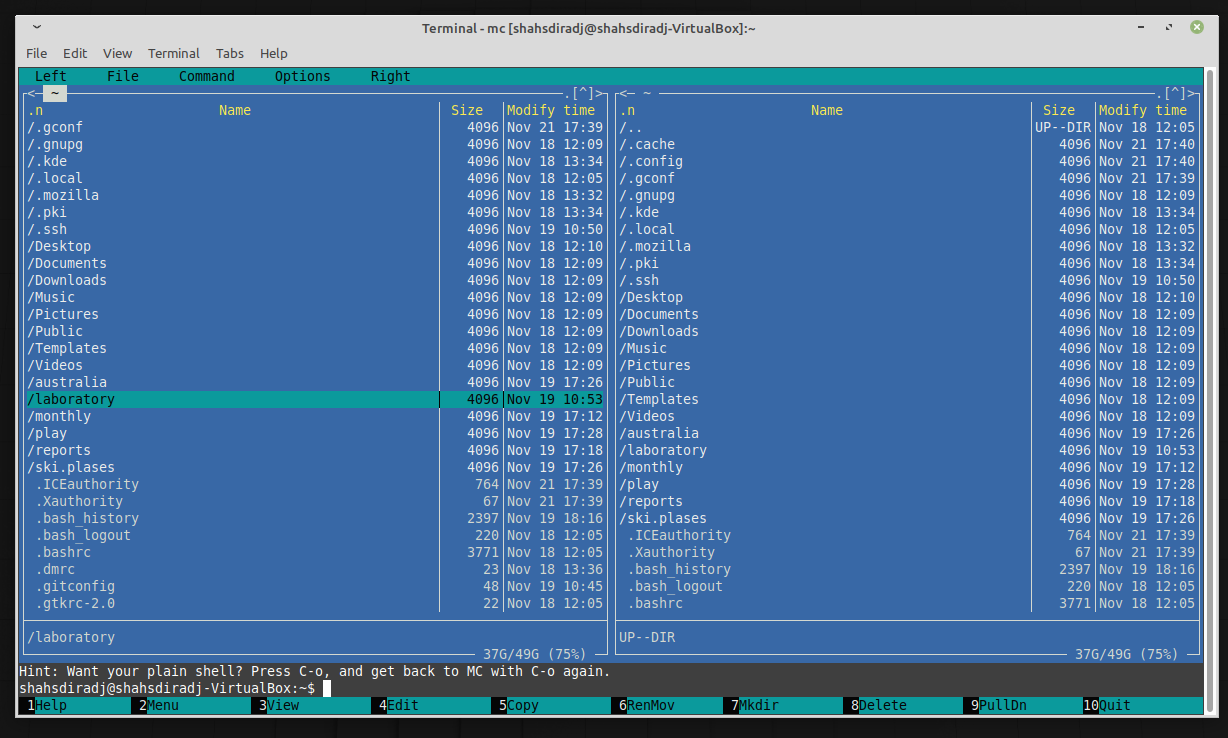 Terminal - mc [shahsdiradj@shahsdiradj-VirtualBox]:~
File Edit View Terminal Tabs Help
Left File Command Options Right
<─ ~ .[^]> <─ ~ .[^]>
.n Name Size Modify time .n Name Size Modify time
/.gconf 4096 Nov 21 17:39 /.. UP--DIR Nov 18 12:05
/.gnupg 4096 Nov 18 12:09 /.cache 4096 Nov 21 17:40
/.kde 4096 Nov 18 13:34 /.config 4096 Nov 21 17:40
/.local 4096 Nov 18 12:05 /.gconf 4096 Nov 21 17:39
/.mozilla 4096 Nov 18 13:32 /.gnupg 4096 Nov 18 12:09
/.pki 4096 Nov 18 13:34 /.kde 4096 Nov 18 13:34
/.ssh 4096 Nov 19 10:50 /.local 4096 Nov 18 12:05
/Desktop 4096 Nov 18 12:10 /.mozilla 4096 Nov 18 13:32
/Documents 4096 Nov 18 12:09 /.pki 4096 Nov 18 13:34
/Downloads 4096 Nov 18 12:09 /.ssh 4096 Nov 19 10:50
/Music 4096 Nov 18 12:09 /Desktop 4096 Nov 18 12:10
/Pictures 4096 Nov 18 12:09 /Documents 4096 Nov 18 12:09
/Public 4096 Nov 18 12:09 /Downloads 4096 Nov 18 12:09
/Templates 4096 Nov 18 12:09 /Music 4096 Nov 18 12:09
/Videos 4096 Nov 18 12:09 /Pictures 4096 Nov 18 12:09
/australia 4096 Nov 19 17:26 /Public 4096 Nov 18 12:09
/laboratory 4096 Nov 19 10:53 /Templates 4096 Nov 18 12:09
/monthly 4096 Nov 19 17:12 /Videos 4096 Nov 18 12:09
/play 4096 Nov 19 17:28 /australia 4096 Nov 19 17:26
/reports 4096 Nov 19 17:18 /laboratory 4096 Nov 19 10:53
/ski.plases 4096 Nov 19 17:26 /monthly 4096 Nov 19 17:12
.ICEauthority 764 Nov 21 17:39 /play 4096 Nov 19 17:28
.Xauthority 67 Nov 21 17:39 /reports 4096 Nov 19 17:18
.bash_history 2397 Nov 19 18:16 /ski.plases 4096 Nov 19 17:26
.bash_logout 220 Nov 18 12:05 .ICEauthority 764 Nov 21 17:39
.bashrc 3771 Nov 18 12:05 .Xauthority 67 Nov 21 17:39
.dmrc 23 Nov 18 13:36 .bash_history 2397 Nov 19 18:16
.gitconfig 48 Nov 19 10:45 .bash_logout 220 Nov 18 12:05
.gtkrc-2.0 22 Nov 18 12:05 .bashrc 3771 Nov 18 12:05
/laboratory UP--DIR
37G/49G (75%) 37G/49G (75%)
Hint: Want your plain shell? Press C-o, and get back to MC with C-o again.
shahsdiradj@shahsdiradj-VirtualBox:~$
1Help 2Menu 3View 4Edit 5Copy 6RenMov 7Mkdir 8Delete 9PullDn 10Quit